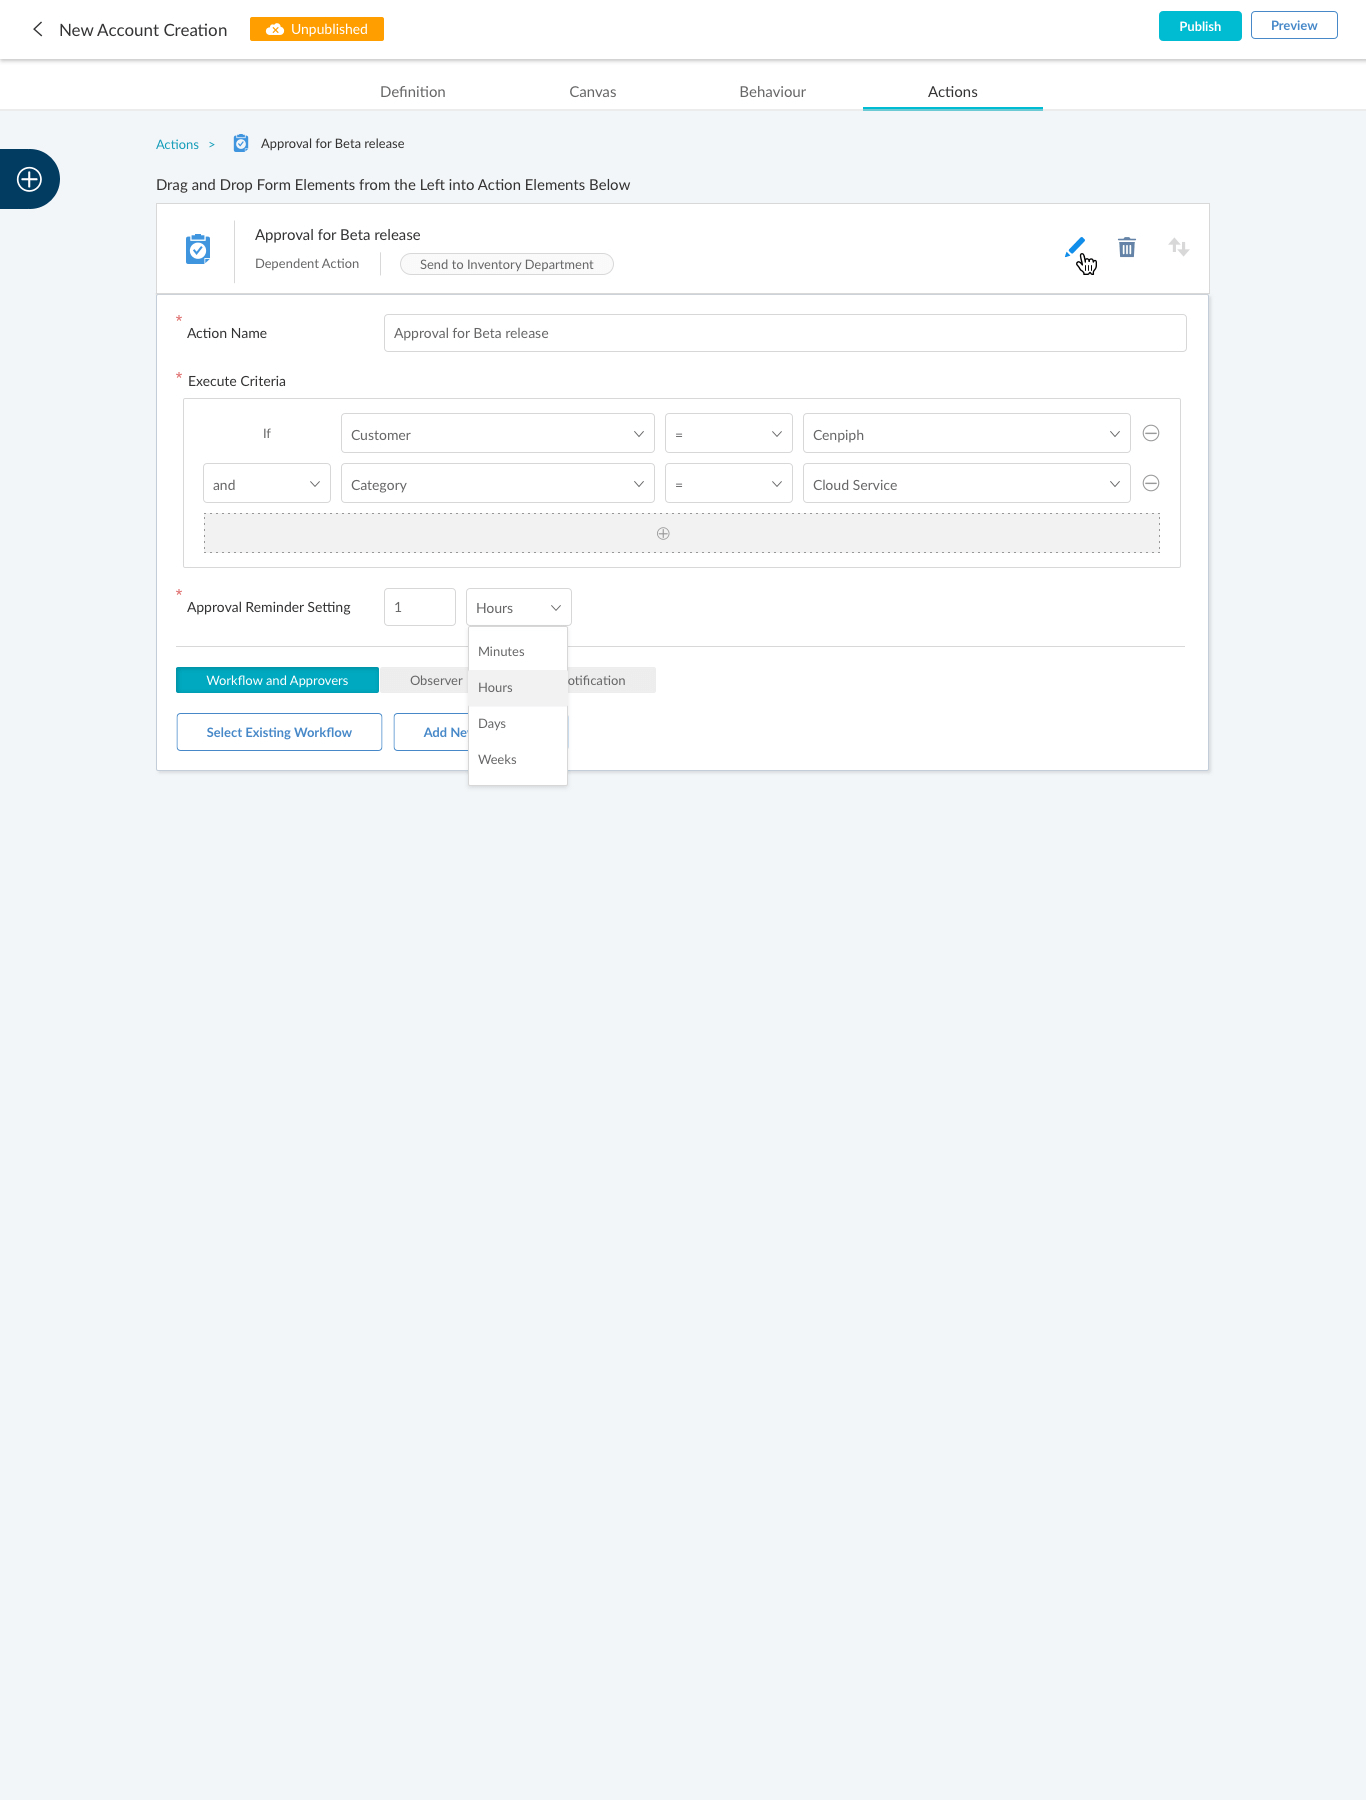 New Account Creation Unpublished Publish Preview
Definition Canvas Behaviour Actions
Actions > Approval for Beta release
Drag and Drop Form Elements from the Left into Action Elements Below
Approval for Beta release
Dependent Action Send to Inventory Department
* Action Name Approval for Beta release
* Execute Criteria
If Customer = Cenpiph
and Category = Cloud Service
* Approval Reminder Setting 1 Hours
Minutes
Workflow and Approvers Observer otification
Hours
Days
Select Existing Workflow Add
Weeks